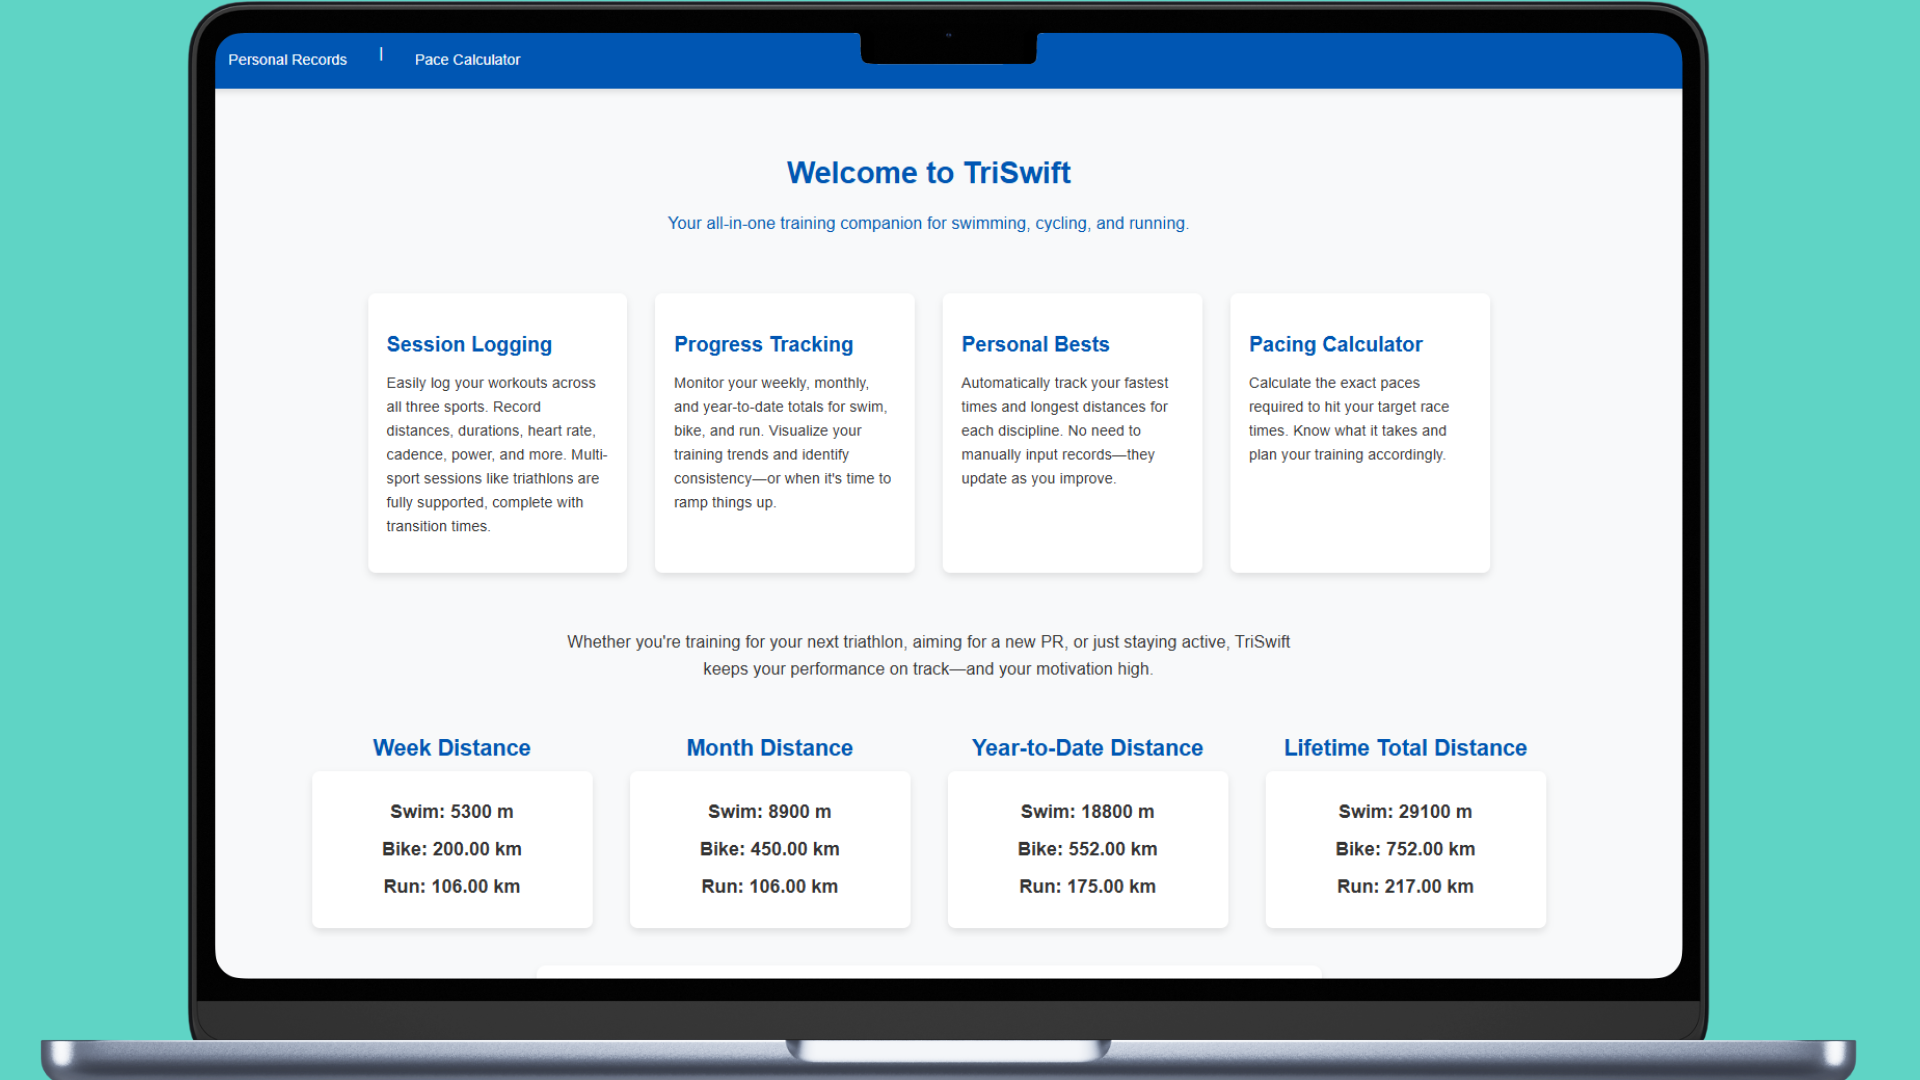 Personal Records | Pace Calculator
Welcome to TriSwift
Your all-in-one training companion for swimming, cycling, and running.
Session Logging
Easily log your workouts across
all three sports. Record
distances, durations, heart rate,
cadence, power, and more. Multi-
sport sessions like triathlons are
fully supported, complete with
transition times.
Progress Tracking
Monitor your weekly, monthly,
and year-to-date totals for swim,
bike, and run. Visualize your
training trends and identify
consistency—or when it's time to
ramp things up.
Personal Bests
Automatically track your fastest
times and longest distances for
each discipline. No need to
manually input records—they
update as you improve.
Pacing Calculator
Calculate the exact paces
required to hit your target race
times. Know what it takes and
plan your training accordingly.
Whether you're training for your next triathlon, aiming for a new PR, or just staying active, TriSwift
keeps your performance on track—and your motivation high.
Week Distance
Swim: 5300 m
Bike: 200.00 km
Run: 106.00 km
Month Distance
Swim: 8900 m
Bike: 450.00 km
Run: 106.00 km
Year-to-Date Distance
Swim: 18800 m
Bike: 552.00 km
Run: 175.00 km
Lifetime Total Distance
Swim: 29100 m
Bike: 752.00 km
Run: 217.00 km